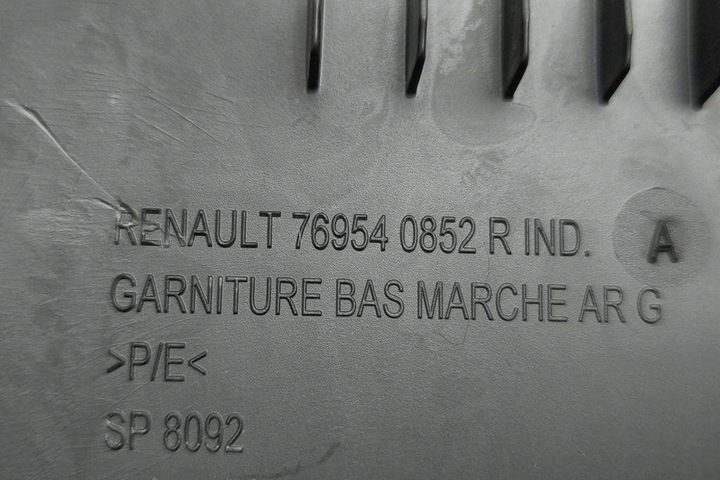 RENAULT 76954 0852 R IND. A
GARNITURE BAS MARCHE AR G
>P/E<
SP 8092